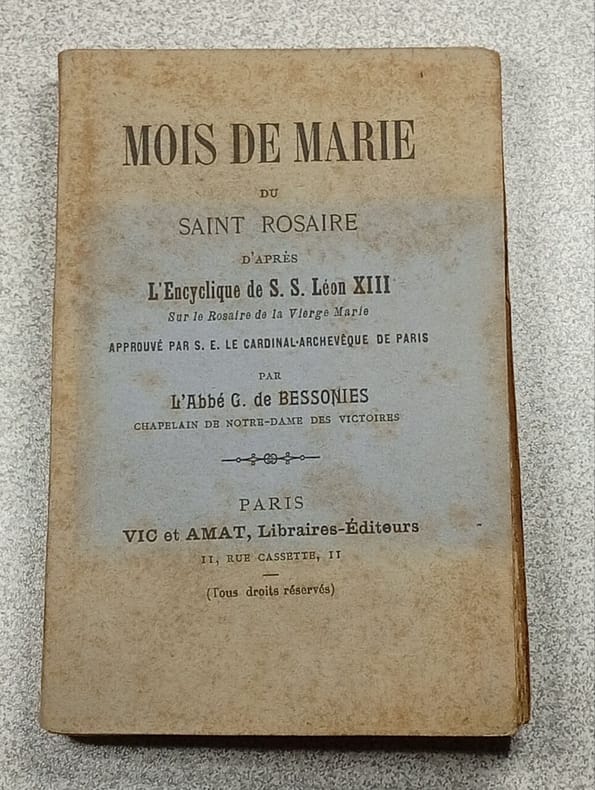 MOIS DE MARIE
DU
SAINT ROSAIRE
D'APRÈS
L'Encyclique de S. S. Léon XIII
Sur le Rosaire de la Vierge Marie
APPROUVÉ PAR S. E. LE CARDINAL-ARCHEVÊQUE DE PARIS
PAR
L'Abbé G. de BESSONIES
CHAPELAIN DE NOTRE-DAME DES VICTOIRES
PARIS
VIC et AMAT, Libraires-Éditeurs
11, RUE CASSETTE, 11
(Tous droits réservés)